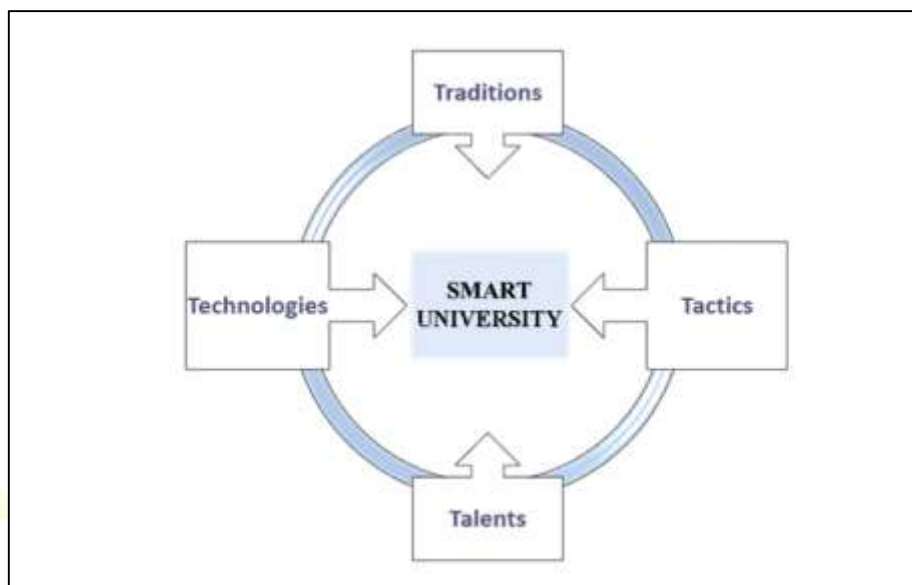 Traditions
Technologies
SMART
UNIVERSITY
Tactics
Talents